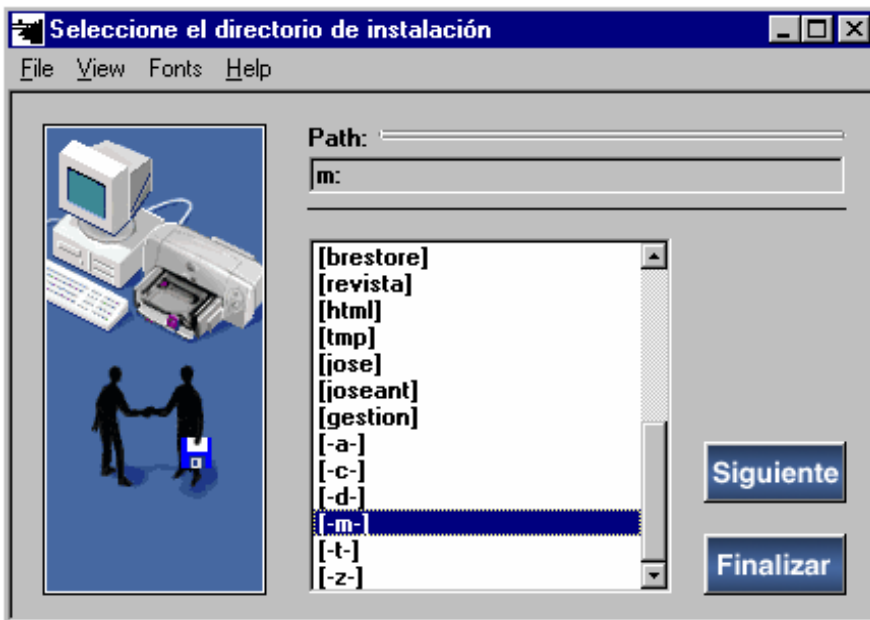 Seleccione el directorio de instalación
File View Fonts Help
Path:
m:
[brestore]
[revista]
[html]
[tmp]
[jose]
[joseant]
[gestion]
[-a-]
[-c-]
[-d-]
[-m-]
[-t-]
[-z-]
Siguiente
Finalizar